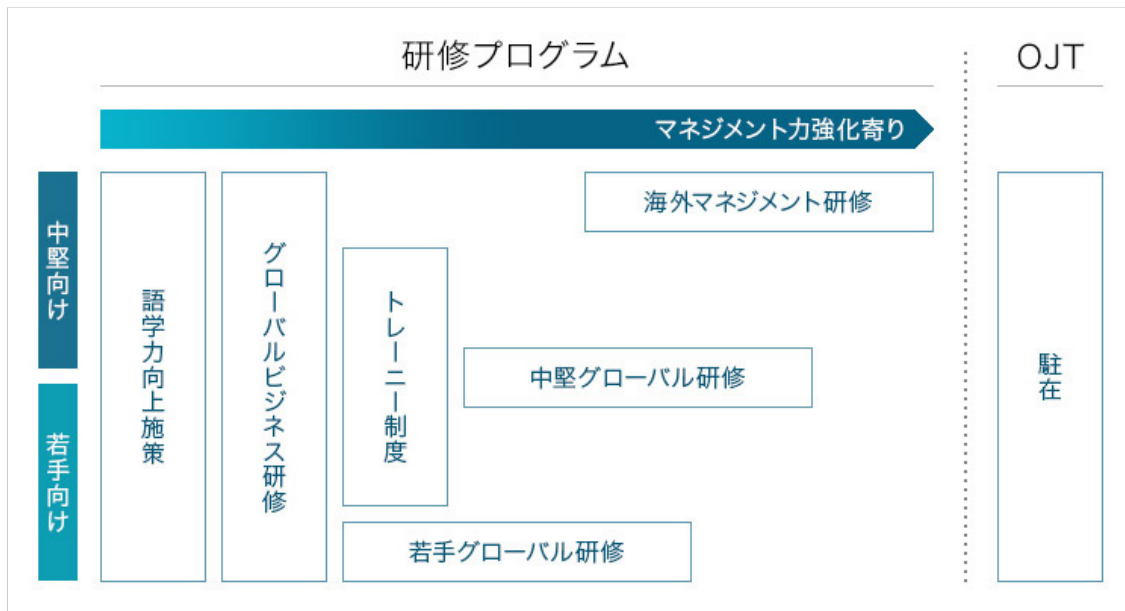 研修プログラム
OJT
マネジメント力強化寄り
中堅向け
若手向け
語学力向上施策
グローバルビジネス研修
トレーニー制度
海外マネジメント研修
中堅グローバル研修
若手グローバル研修
駐在